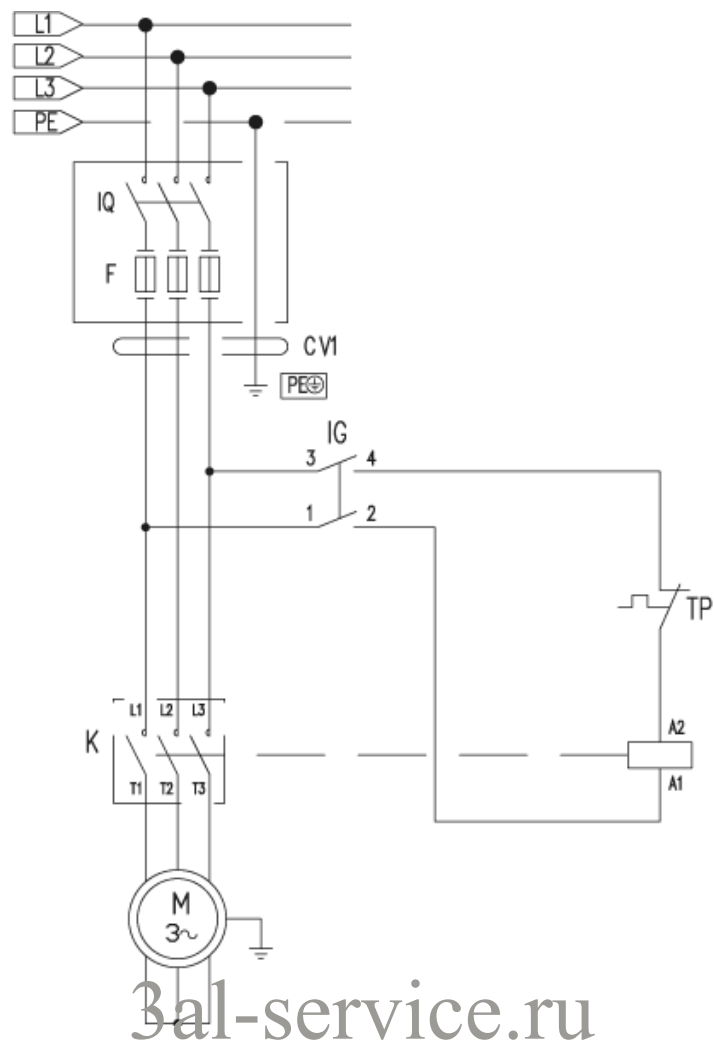 L1
L2
L3
PE
IQ
F
CV1
PE
IG
3 4
1 2
TP
L1 L2 L3
K
A2
T1 T2 T3
A1
M
3~
3al-service.ru